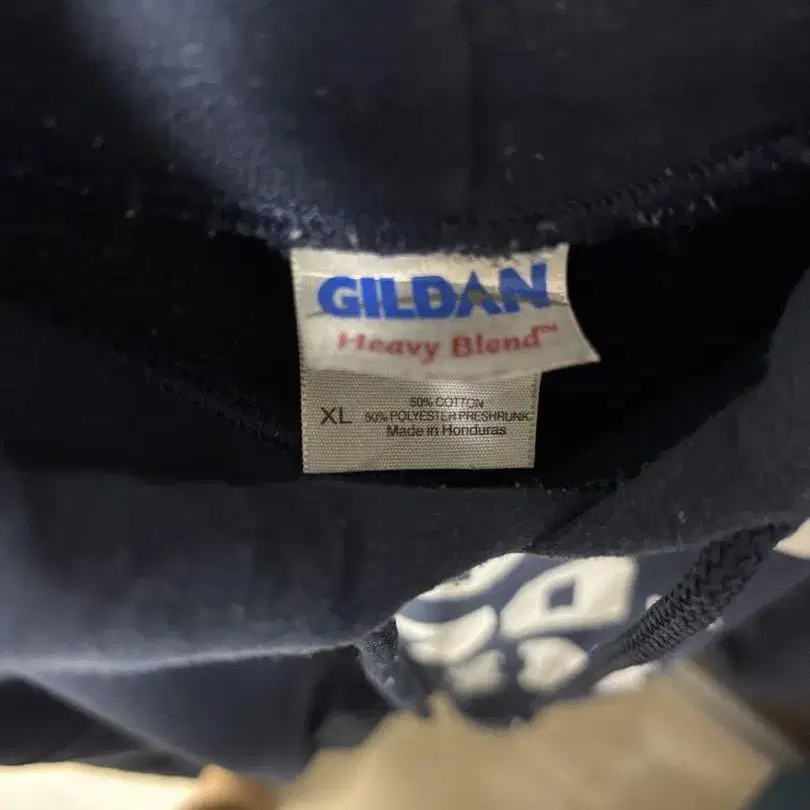 GILDAN
Heavy Blend™
XL
50% COTTON
50% POLYESTER PRESHRUNK
Made in Honduras